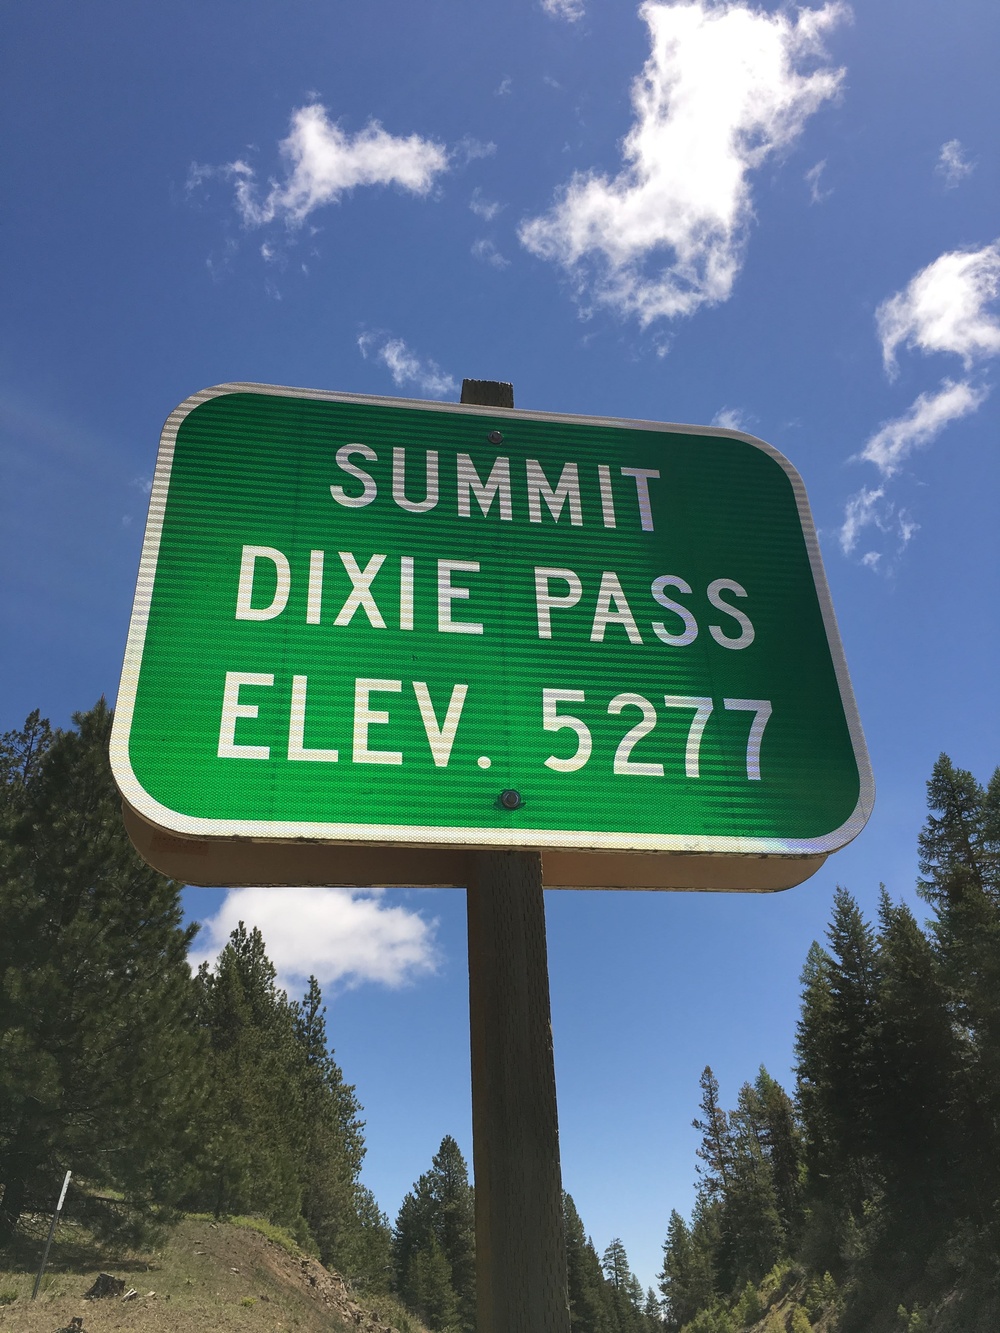 SUMMIT
DIXIE PASS
ELEV. 5277